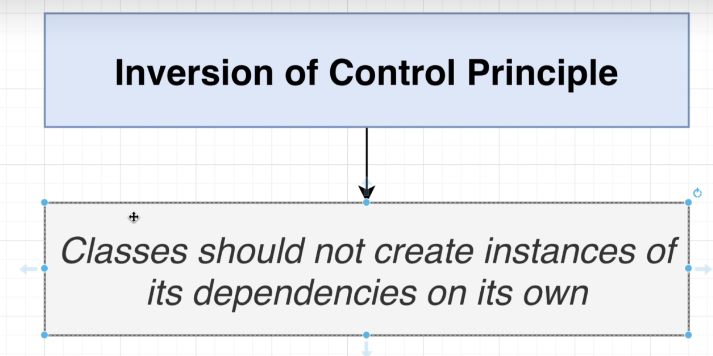 Inversion of Control Principle
Classes should not create instances of
its dependencies on its own